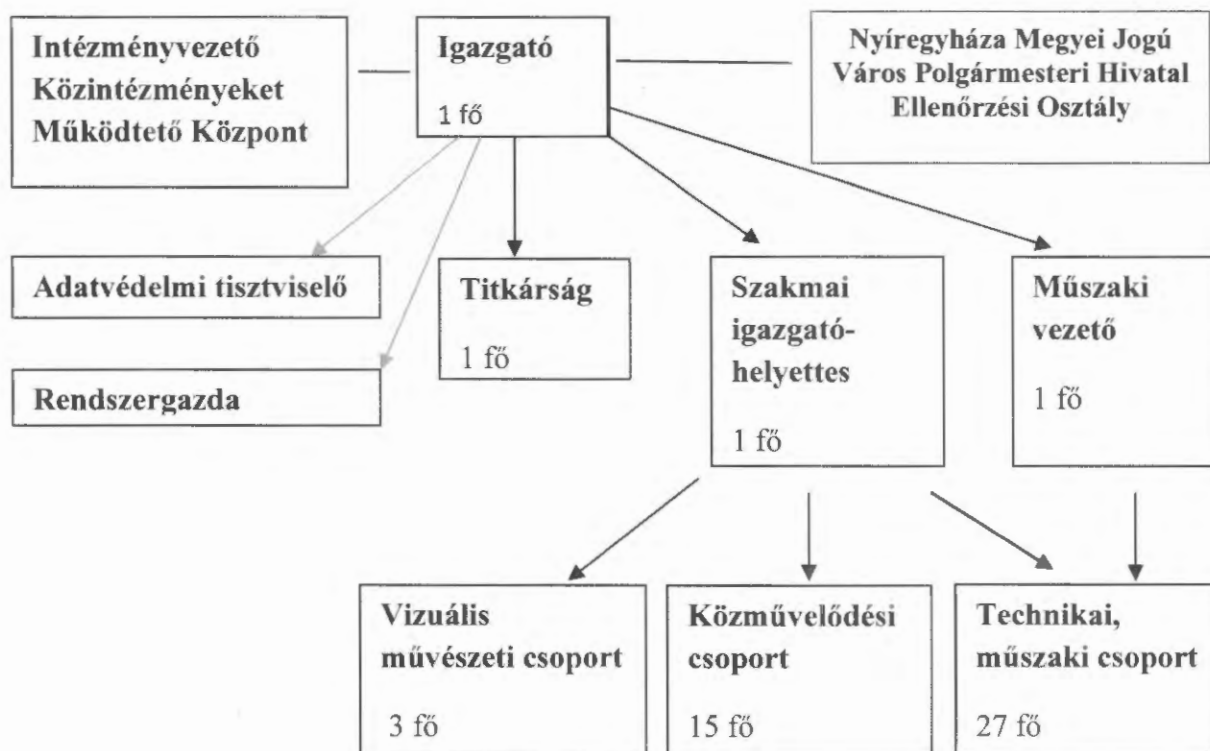 Intézményvezető
Közintézményeket
Működtető Központ
Igazgató
1 fő
Nyíregyháza Megyei Jogú
Város Polgármesteri Hivatal
Ellenőrzési Osztály
Adatvédelmi tisztviselő
Rendszergazda
Titkárság
1 fő
Szakmai
igazgató-
helyettes
1 fő
Műszaki
vezető
1 fő
Vizuális
művészeti csoport
3 fő
Közművelődési
csoport
15 fő
Technikai,
műszaki csoport
27 fő